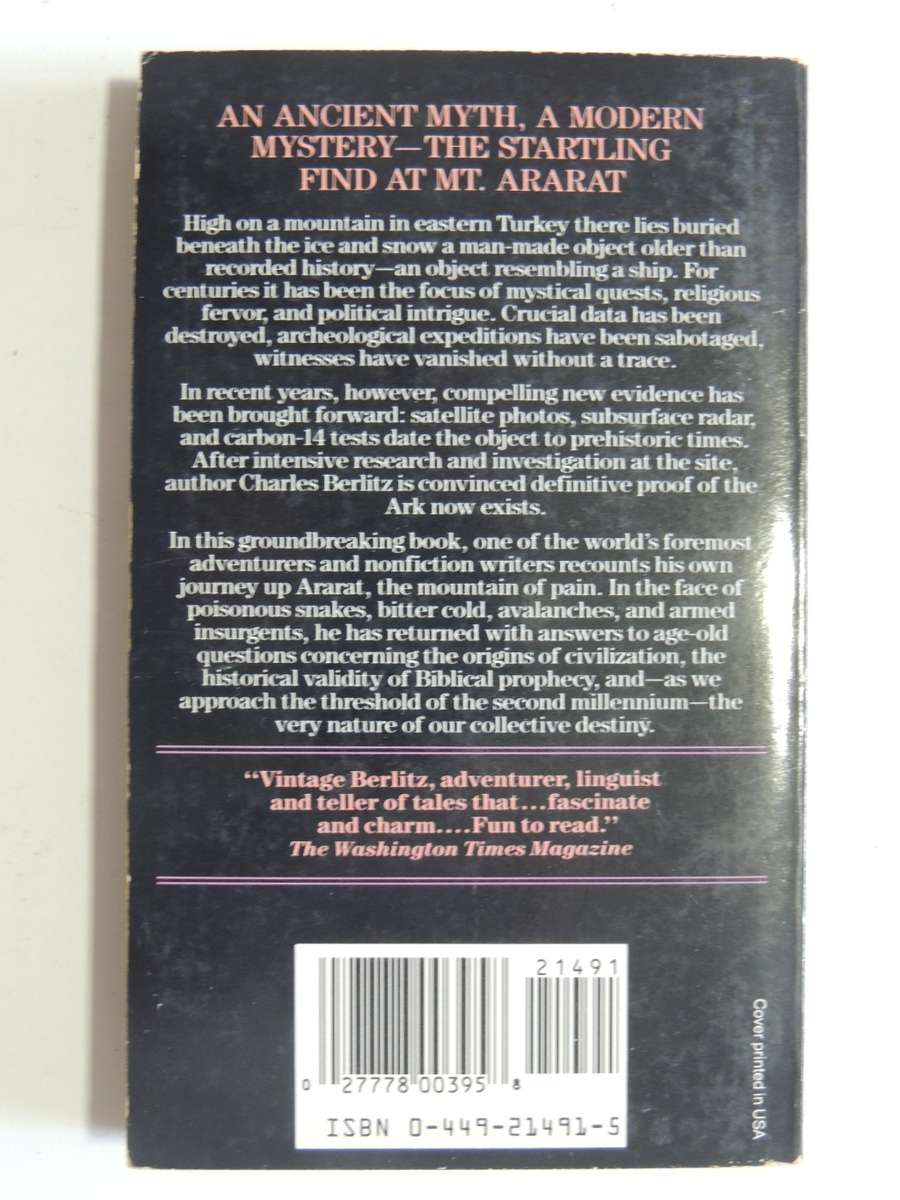 AN ANCIENT MYTH, A MODERN
MYSTERY—THE STARTLING
FIND AT MT. ARARAT
High on a mountain in eastern Turkey there lies buried
beneath the ice and snow a man-made object older than
recorded history—an object resembling a ship. For
centuries it has been the focus of mystical quests, religious
fervor, and political intrigue. Crucial data has been
destroyed, archeological expeditions have been sabotaged,
witnesses have vanished without a trace.
In recent years, however, compelling new evidence has
been brought forward: satellite photos, subsurface radar,
and carbon-14 tests date the object to prehistoric times.
After intensive research and investigation at the site,
author Charles Berlitz is convinced definitive proof of the
Ark now exists.
In this groundbreaking book, one of the world's foremost
adventurers and nonfiction writers recounts his own
journey up Ararat, the mountain of pain. In the face of
poisonous snakes, bitter cold, avalanches, and armed
insurgents, he has returned with answers to age-old
questions concerning the origins of civilization, the
historical validity of Biblical prophecy, and—as we
approach the threshold of the second millennium—the
very nature of our collective destiny.
"Vintage Berlitz, adventurer, linguist
and teller of tales that...fascinate
and charm....Fun to read."
The Washington Times Magazine
21491
0 27778 00395 8
ISBN 0-449-21491-5
Cover printed in USA